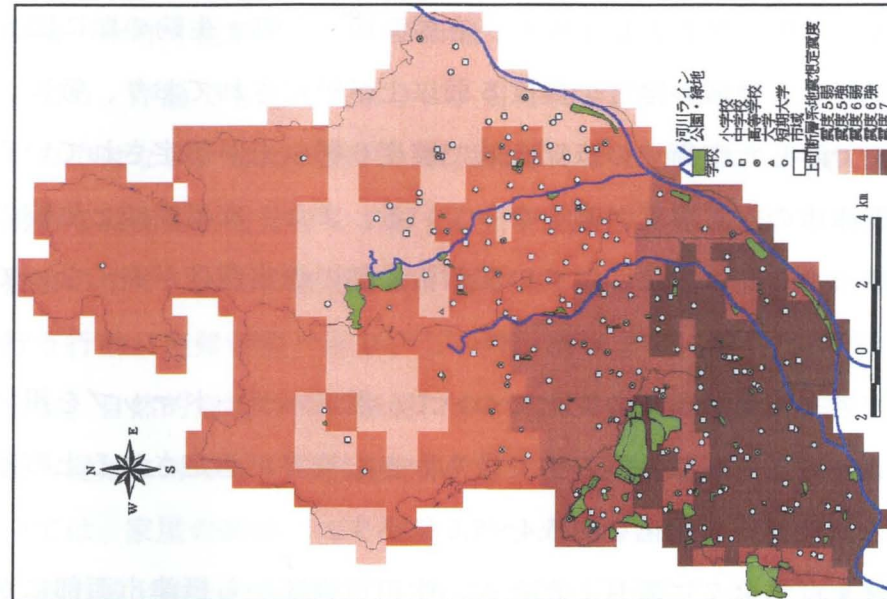 N
W
E
S
河川ライン
公園・緑地
学校
小学校
中学校
高等学校
大学
短期大学
市域
上町断層系地震想定震度
震度5弱
震度5強
震度6弱
震度6強
震度7
2
0
2
4 km